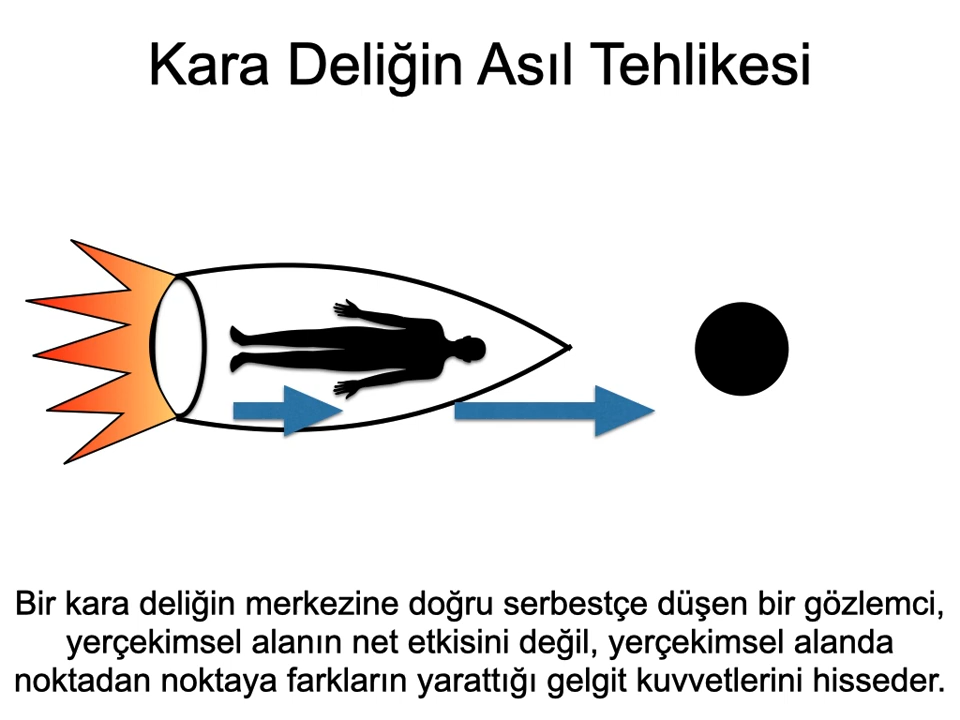 Kara Deliğin Asıl Tehlikesi
Bir kara deliğin merkezine doğru serbestçe düşen bir gözlemci,
yerçekimsel alanın net etkisini değil, yerçekimsel alanda
noktadan noktaya farkların yarattığı gelgit kuvvetlerini hisseder.